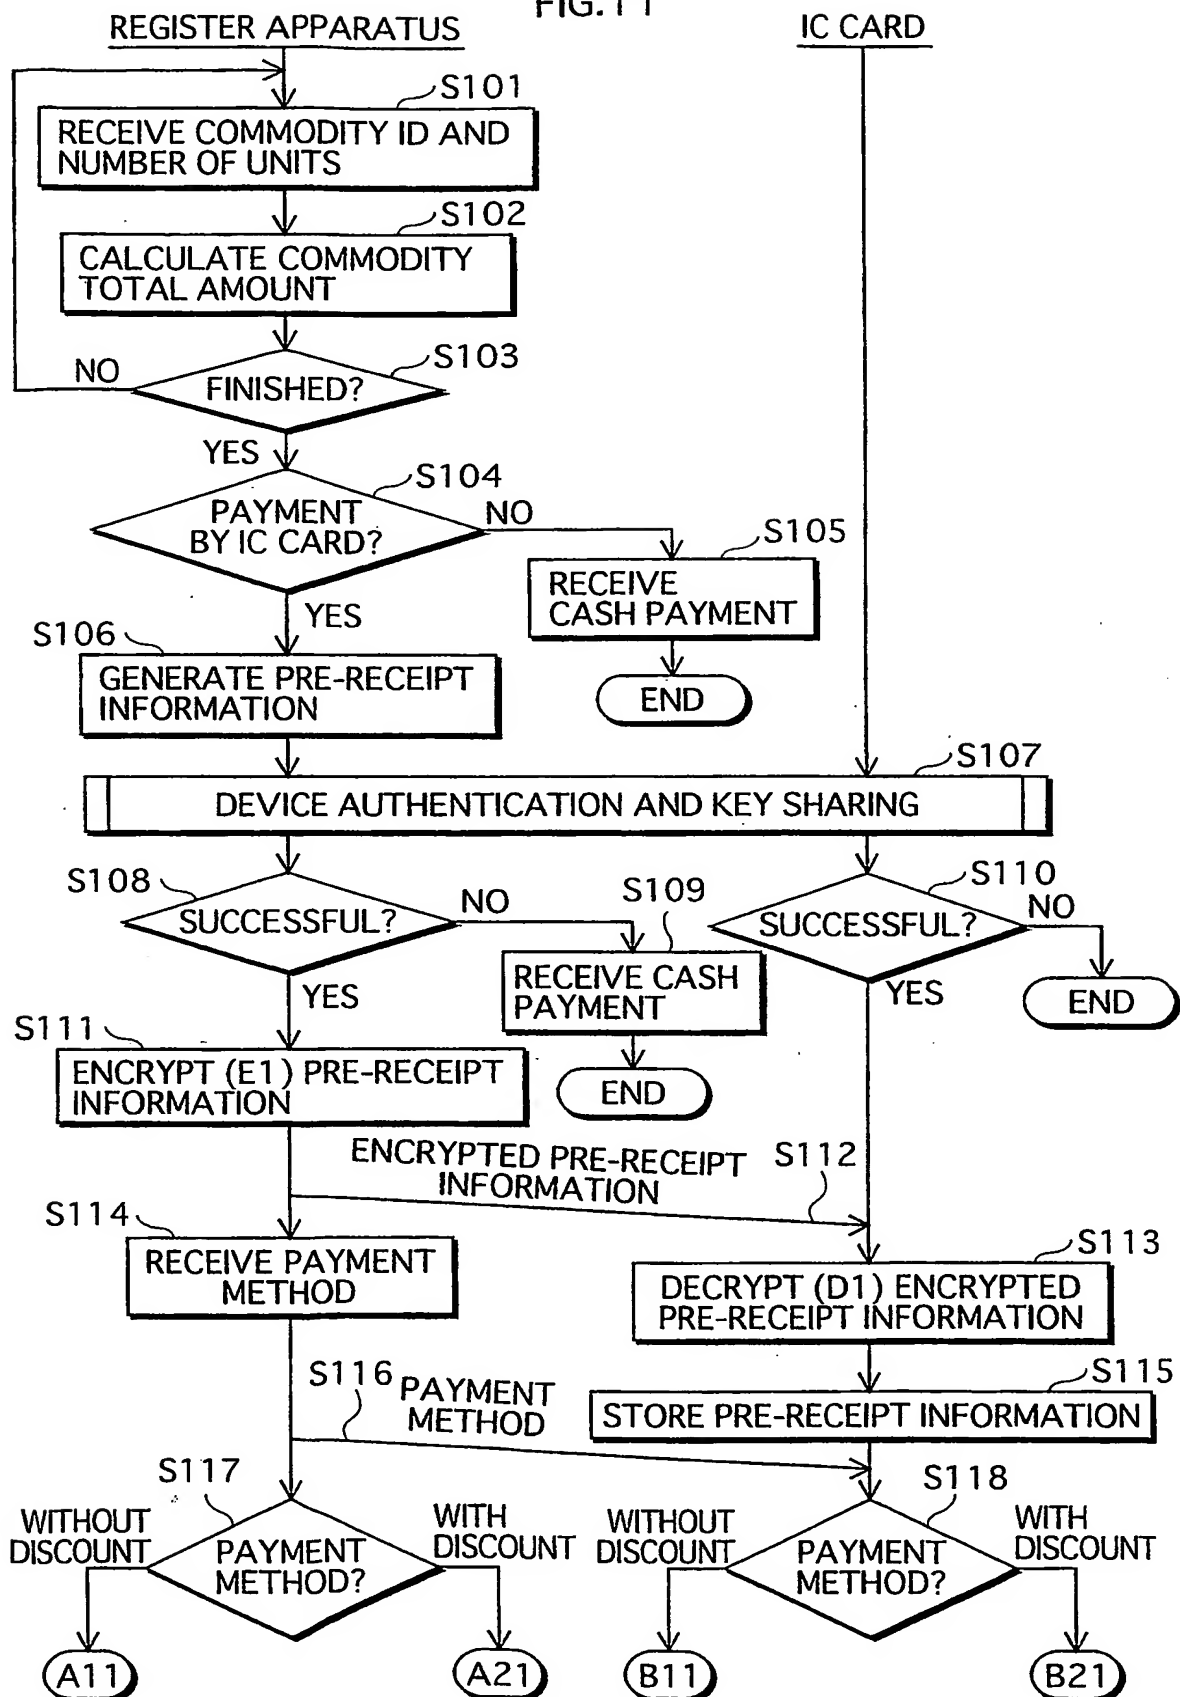 FIG.11
REGISTER APPARATUS
IC CARD
S101
RECEIVE COMMODITY ID AND
NUMBER OF UNITS
S102
CALCULATE COMMODITY
TOTAL AMOUNT
S103
NO
FINISHED?
YES
S104
PAYMENT
BY IC CARD?
NO
S105
RECEIVE
CASH PAYMENT
YES
END
S106
GENERATE PRE-RECEIPT
INFORMATION
S107
DEVICE AUTHENTICATION AND KEY SHARING
S108
SUCCESSFUL?
NO
S109
RECEIVE CASH
PAYMENT
END
YES
S110
SUCCESSFUL?
NO
END
YES
S111
ENCRYPT (E1) PRE-RECEIPT
INFORMATION
ENCRYPTED PRE-RECEIPT
INFORMATION
S112
S114
RECEIVE PAYMENT
METHOD
S113
DECRYPT (D1) ENCRYPTED
PRE-RECEIPT INFORMATION
S115
STORE PRE-RECEIPT INFORMATION
S116
PAYMENT
METHOD
S117
WITHOUT
DISCOUNT
PAYMENT
METHOD?
WITH
DISCOUNT
S118
WITHOUT
DISCOUNT
PAYMENT
METHOD?
WITH
DISCOUNT
A11
A21
B11
B21